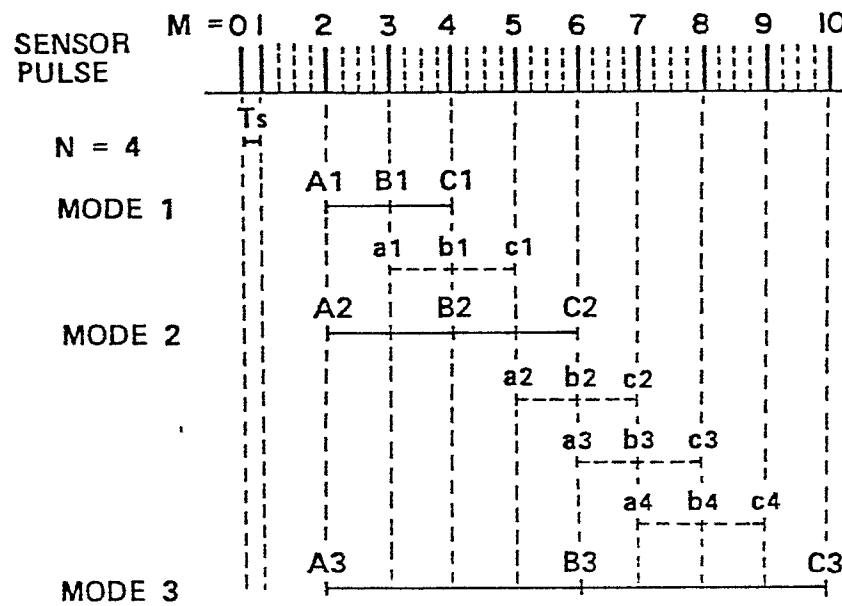 M = 0 1 2 3 4 5 6 7 8 9 10
SENSOR
PULSE
Ts
N = 4
A1 B1 C1
MODE 1
a1 b1 c1
A2 B2 C2
MODE 2
a2 b2 c2
a3 b3 c3
a4 b4 c4
A3 B3 C3
MODE 3